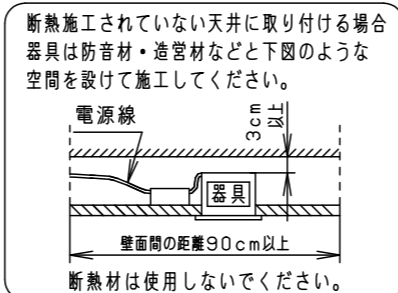 断熱施工されていない天井に取り付ける場合
器具は防音材・造営材などと下図のような
空間を設けて施工してください。
電源線
3cm
以上
器具
壁面間の距離90cm以上
断熱材は使用しないでください。